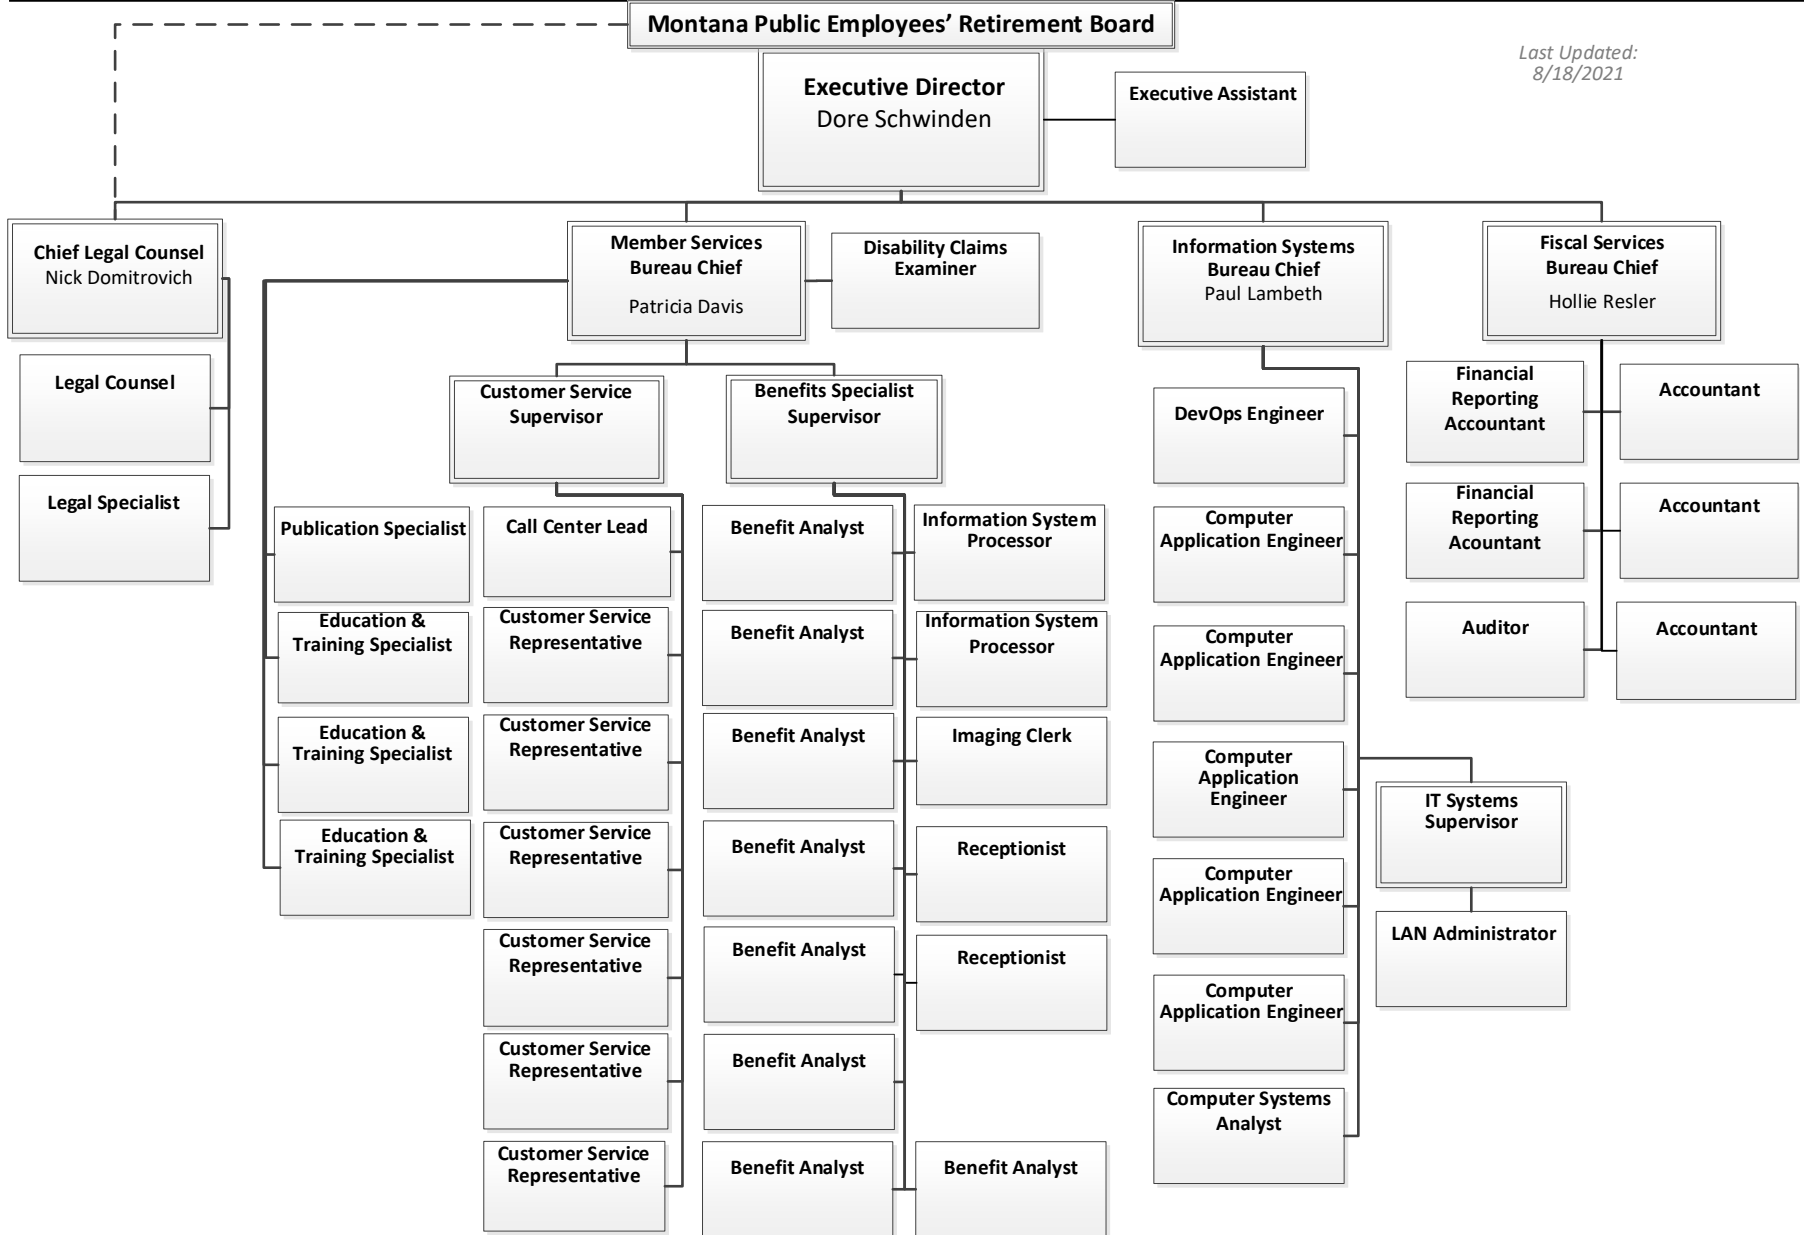 Montana Public Employees’ Retirement Board
Last Updated:
8/18/2021
Executive Director
Dore Schwinden
Executive Assistant
Chief Legal Counsel
Nick Domitrovich
Member Services
Bureau Chief
Patricia Davis
Disability Claims
Examiner
Information Systems
Bureau Chief
Paul Lambeth
Fiscal Services
Bureau Chief
Hollie Resler
Legal Counsel
Legal Specialist
Customer Service
Supervisor
Benefits Specialist
Supervisor
Publication Specialist
Education &
Training Specialist
Education &
Training Specialist
Education &
Training Specialist
Call Center Lead
Customer Service
Representative
Customer Service
Representative
Customer Service
Representative
Customer Service
Representative
Customer Service
Representative
Customer Service
Representative
Benefit Analyst
Benefit Analyst
Benefit Analyst
Benefit Analyst
Benefit Analyst
Benefit Analyst
Benefit Analyst
Information System
Processor
Information System
Processor
Imaging Clerk
Receptionist
Receptionist
Benefit Analyst
DevOps Engineer
Computer
Application Engineer
Computer
Application Engineer
Computer
Application
Engineer
Computer
Application Engineer
Computer
Application Engineer
Computer Systems
Analyst
IT Systems
Supervisor
LAN Administrator
Financial
Reporting
Accountant
Financial
Reporting
Acountant
Auditor
Accountant
Accountant
Accountant